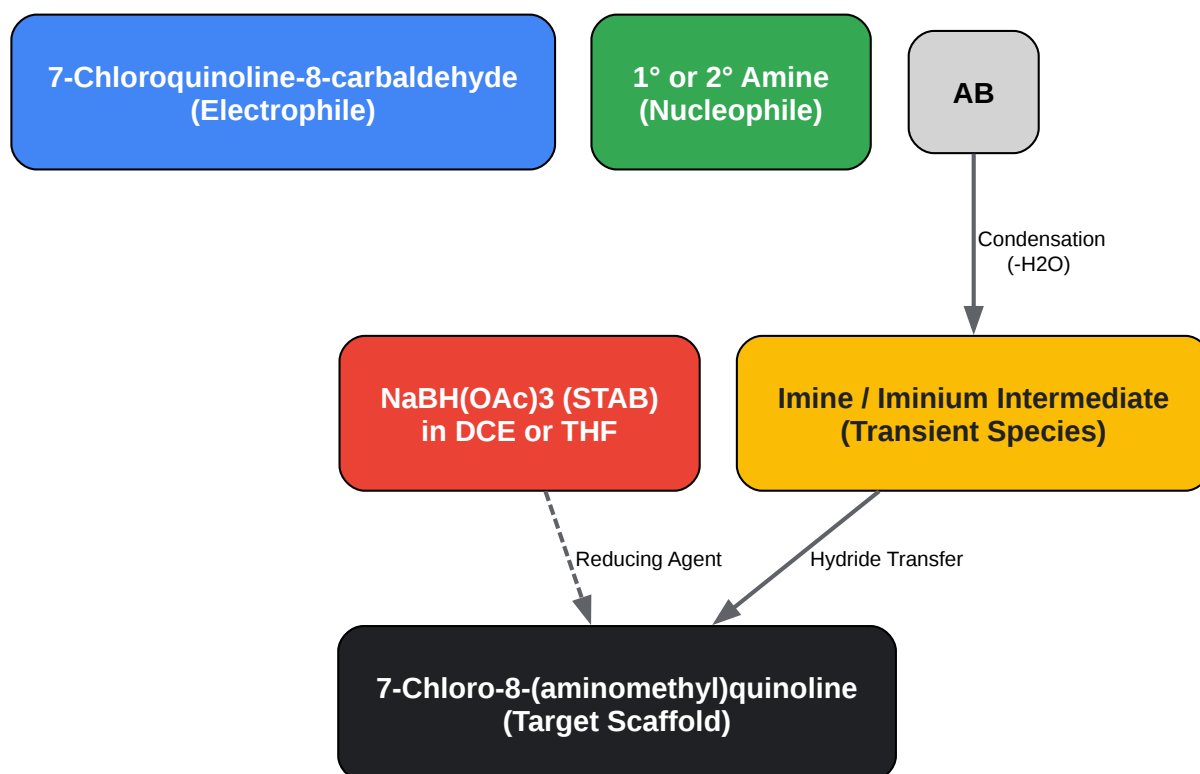 7-Chloroquinoline-8-carbaldehyde
(Electrophile)
1° or 2° Amine
(Nucleophile)
AB
Condensation
(-H2O)
NaBH(OAc)3 (STAB)
in DCE or THF
Imine / Iminium Intermediate
(Transient Species)
Reducing Agent
Hydride Transfer
7-Chloro-8-(aminomethyl)quinoline
(Target Scaffold)